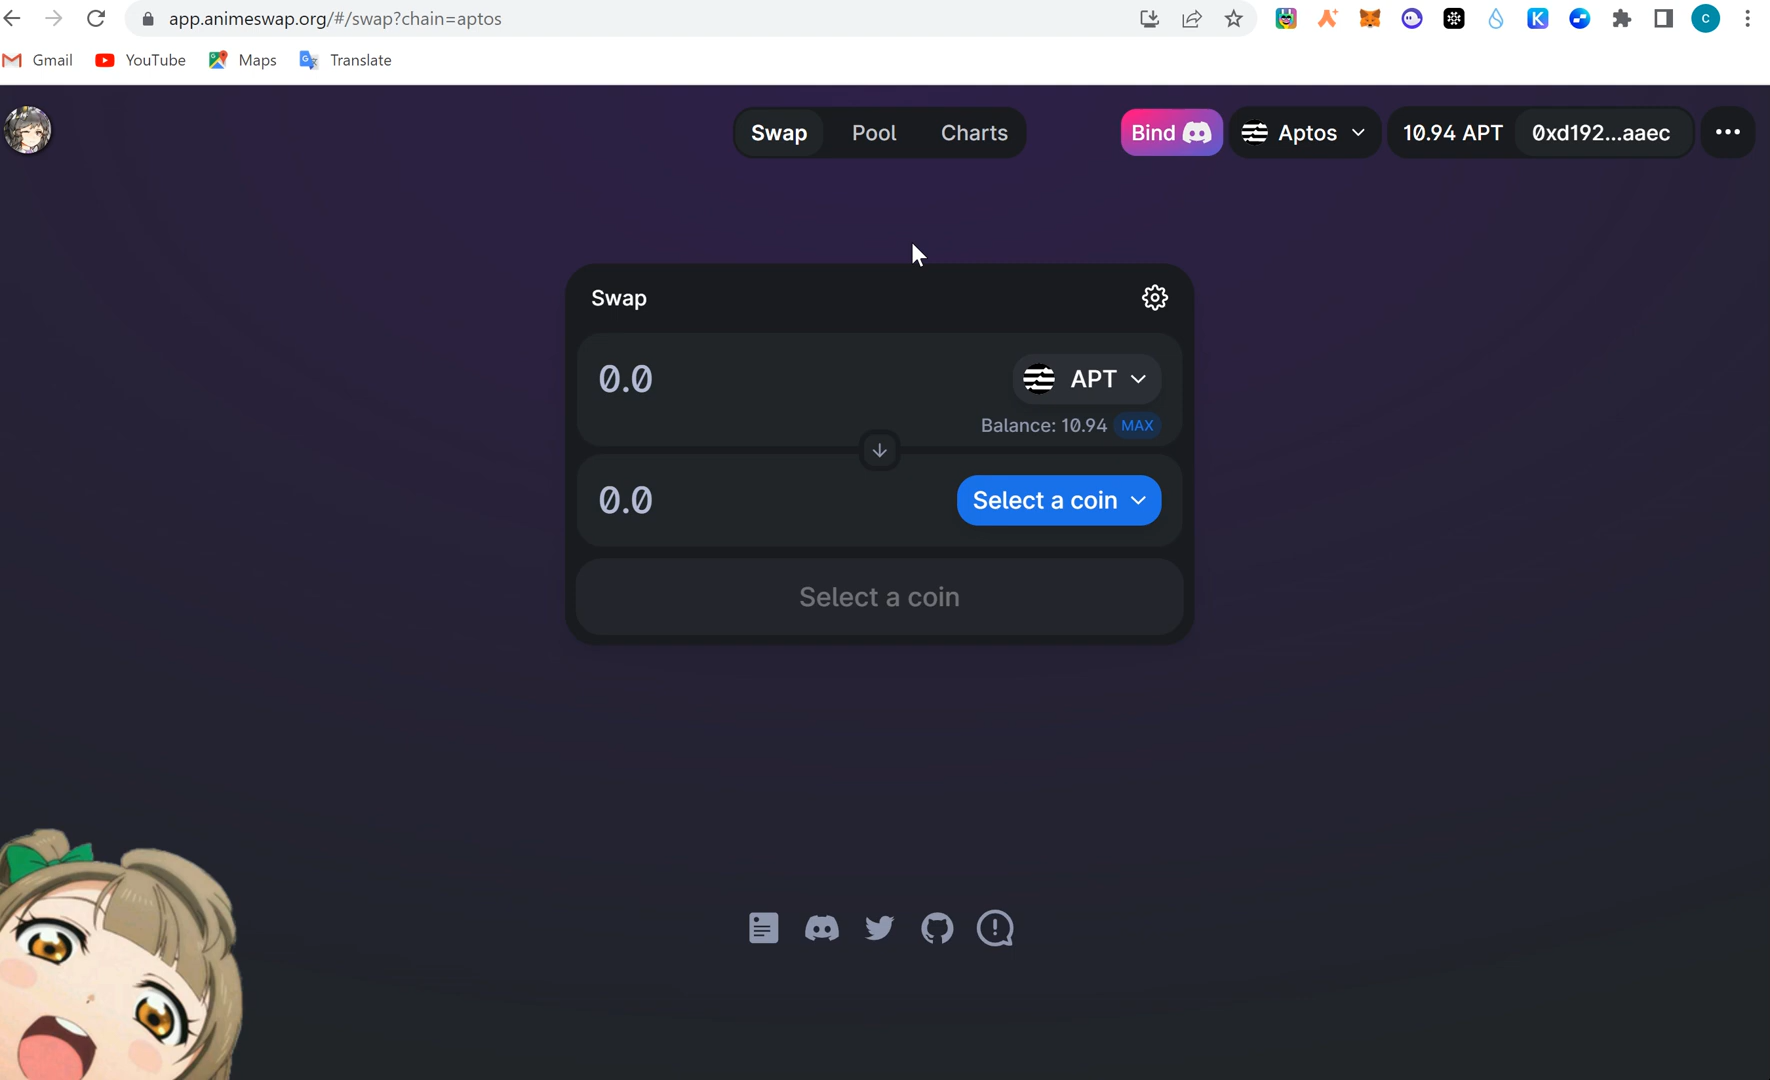 app.animeswap.org/#/swap?chain=aptos
K
C
Gmail YouTube Maps Translate
Swap Pool Charts Bind Aptos 10.94 APT 0xd192...aaec
Swap
0.0 APT
Balance: 10.94 MAX
0.0 Select a coin
Select a coin